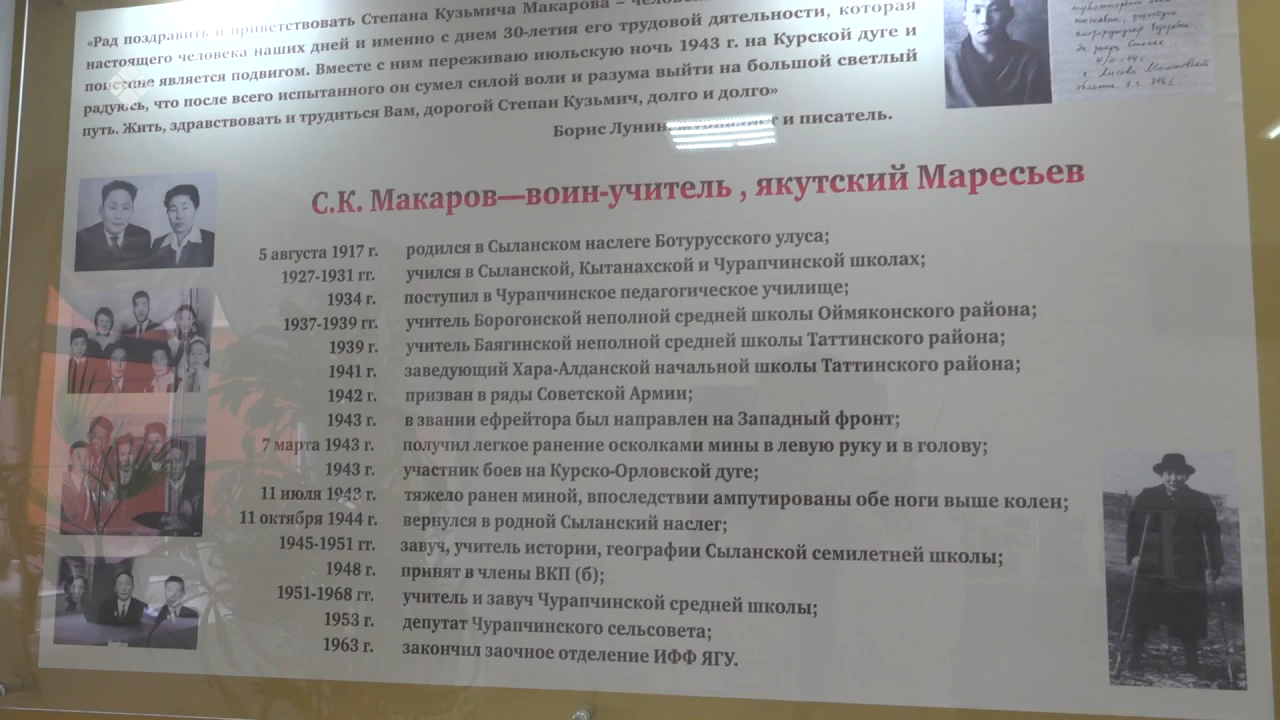 «Рад поздравить и приветствовать Степана Кузьмича Макарова –
настоящего человека наших дней и именно с днем 30-летия его трудовой дятельности, которая
поистине является подвигом. Вместе с ним переживаю июльскую ночь 1943 г. на Курской дуге и
радуюсь, что после всего испытанного он сумел силой воли и разума выйти на большой светлый
путь. Жить, здравствовать и трудиться Вам, дорогой Степан Кузьмич, долго и долго»
Борис Лунин, и писатель.
С.К. Макаров—воин-учитель , якутский Маресьев
5 августа 1917 г. родился в Сыланском наслеге Ботурусского улуса;
1927-1931 гг. учился в Сыланской, Кытанахской и Чурапчинской школах;
1934 г. поступил в Чурапчинское педагогическое училище;
1937-1939 гг. учитель Борогонской неполной средней школы Оймяконского района;
1939 г. учитель Баягинской неполной средней школы Таттинского района;
1941 г. заведующий Хара-Алданской начальной школы Таттинского района;
1942 г. призван в ряды Советской Армии;
1943 г. в звании ефрейтора был направлен на Западный фронт;
7 марта 1943 г. получил легкое ранение осколками мины в левую руку и в голову;
1943 г. участник боев на Курско-Орловской дуге;
11 июля 1943 г. тяжело ранен миной, впоследствии ампутированы обе ноги выше колен;
11 октября 1944 г. вернулся в родной Сыланский наслег;
1945-1951 гг. завуч, учитель истории, географии Сыланской семилетней школы;
1948 г. принят в члены ВКП (б);
1951-1968 гг. учитель и завуч Чурапчинской средней школы;
1953 г. депутат Чурапчинского сельсовета;
1963 г. закончил заочное отделение ИФФ ЯГУ.